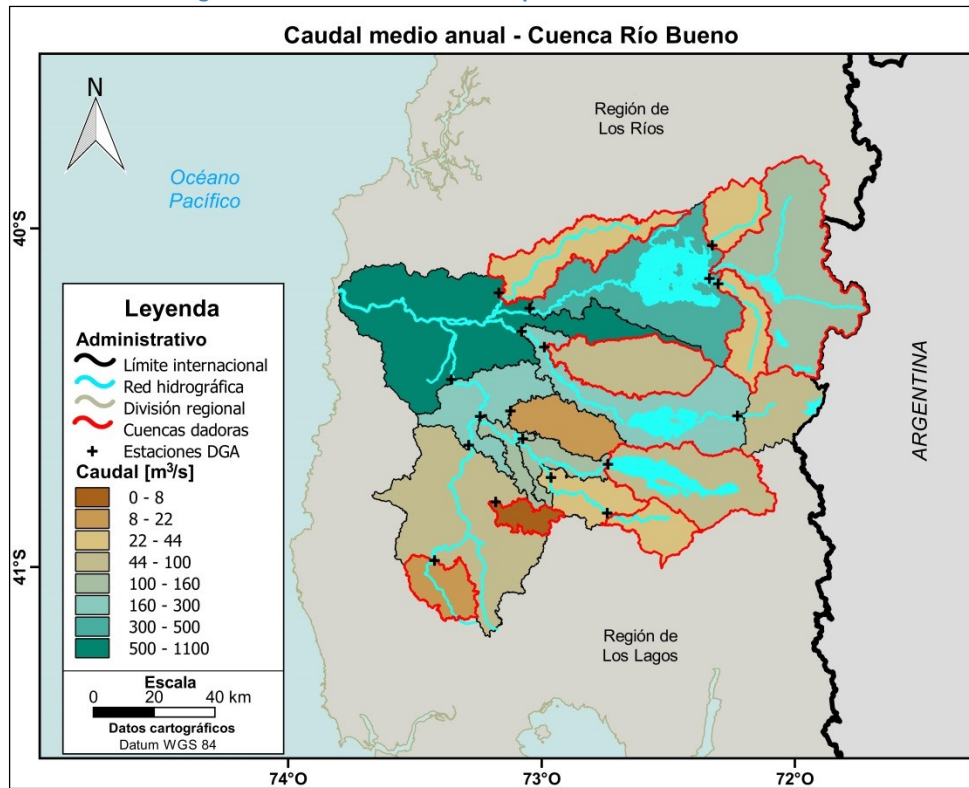 Caudal medio anual - Cuenca Río Bueno
N
Región de
Los Ríos
Océano
Pacífico
40°S
Leyenda
Administrativo
Límite internacional
Red hidrográfica
División regional
Cuencas dadoras
Estaciones DGA
Caudal [m³/s]
0 - 8
8 - 22
22 - 44
44 - 100
100 - 160
160 - 300
300 - 500
500 - 1100
Escala
0 20 40 km
Datos cartográficos
Datum WGS 84
ARGENTINA
41°S
Región de
Los Lagos
74°O 73°O 72°O